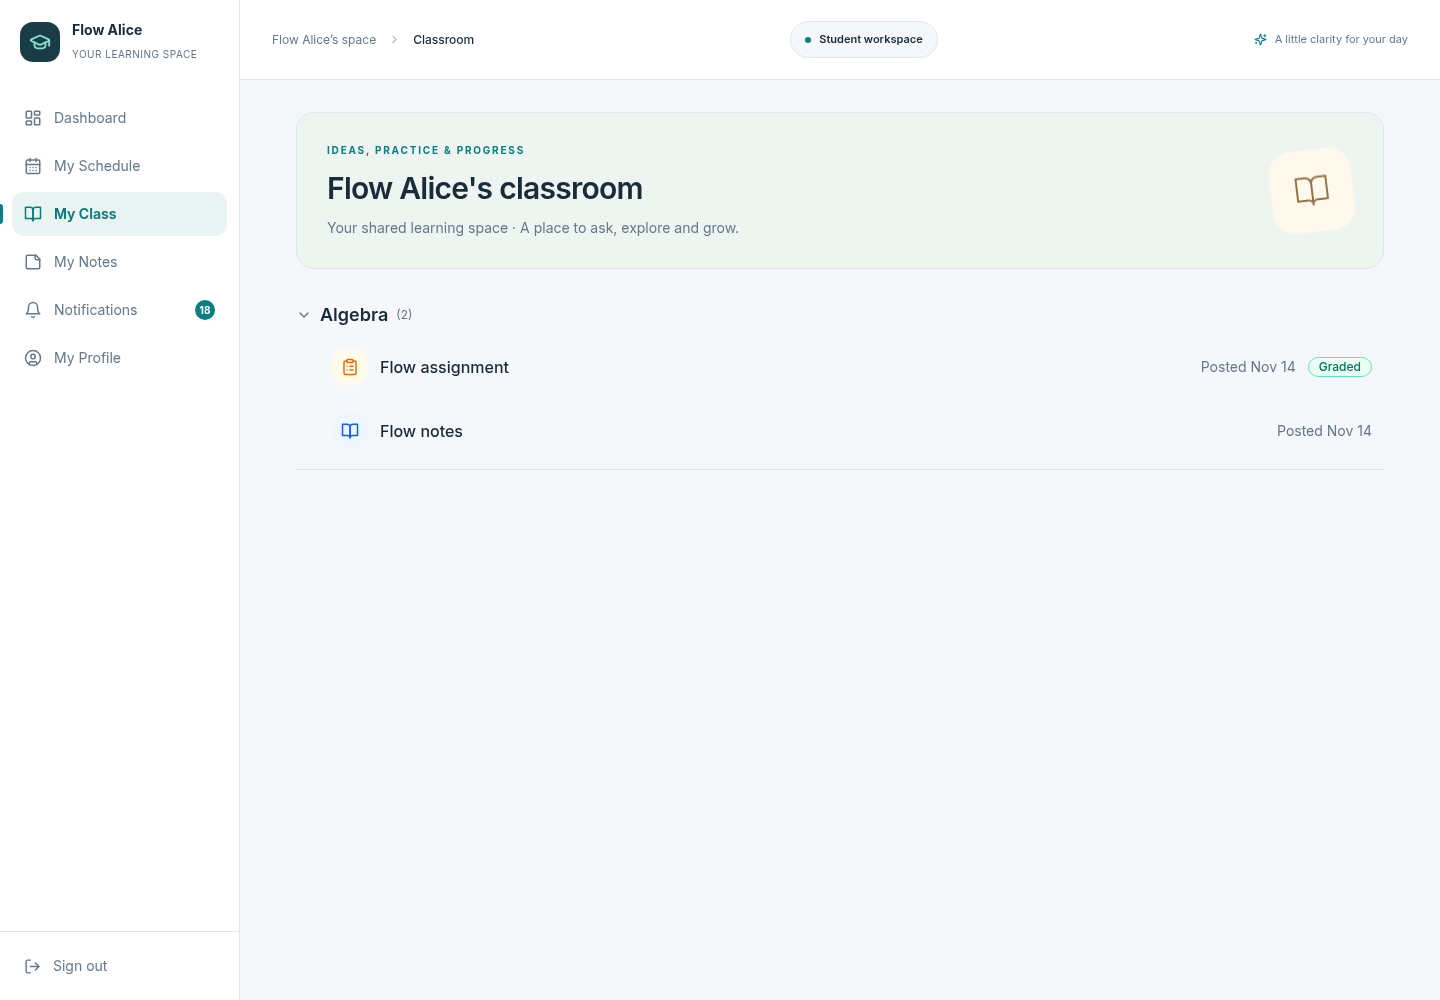 Flow Alice
YOUR LEARNING SPACE
Dashboard
My Schedule
My Class
My Notes
Notifications 18
My Profile
Sign out
Flow Alice's space > Classroom
Student workspace
A little clarity for your day
IDEAS, PRACTICE & PROGRESS
Flow Alice's classroom
Your shared learning space · A place to ask, explore and grow.
Algebra (2)
Flow assignment Posted Nov 14 Graded
Flow notes Posted Nov 14